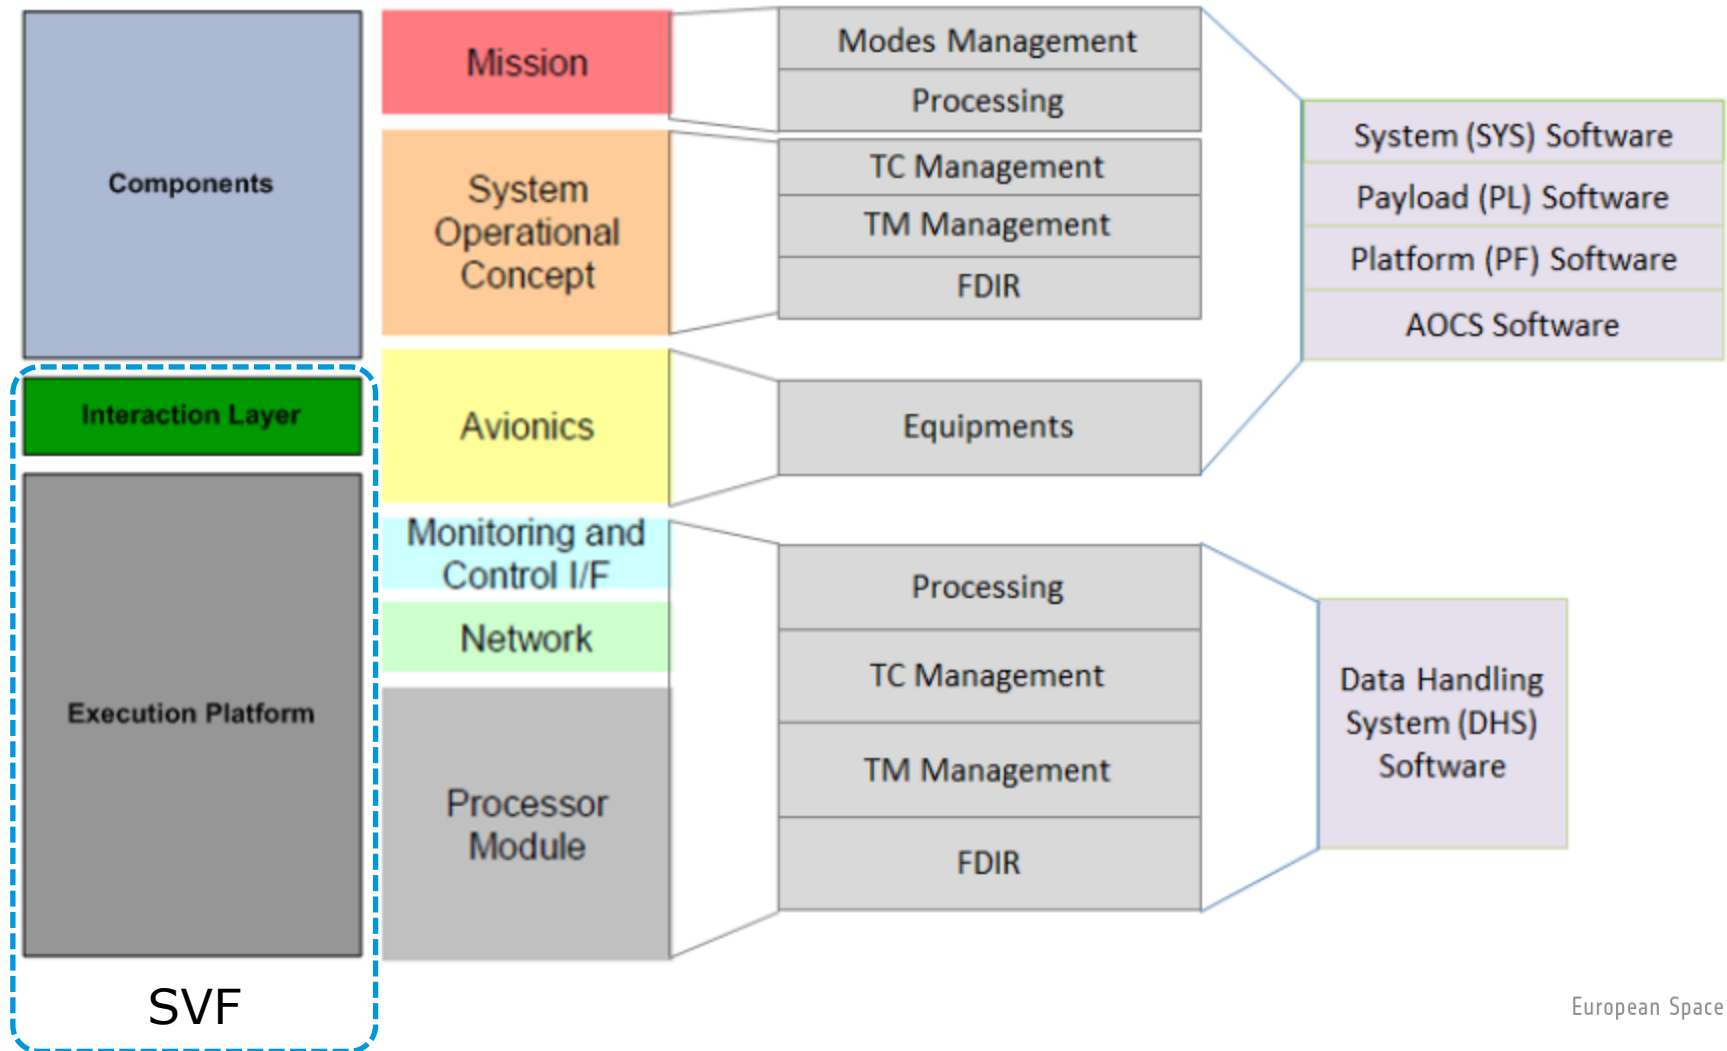 Components
Interaction Layer
Execution Platform
SVF
Mission
System
Operational
Concept
Avionics
Monitoring and
Control I/F
Network
Processor
Module
Modes Management
Processing
TC Management
TM Management
FDIR
Equipments
Processing
TC Management
TM Management
FDIR
System (SYS) Software
Payload (PL) Software
Platform (PF) Software
AOCS Software
Data Handling
System (DHS)
Software
European Space